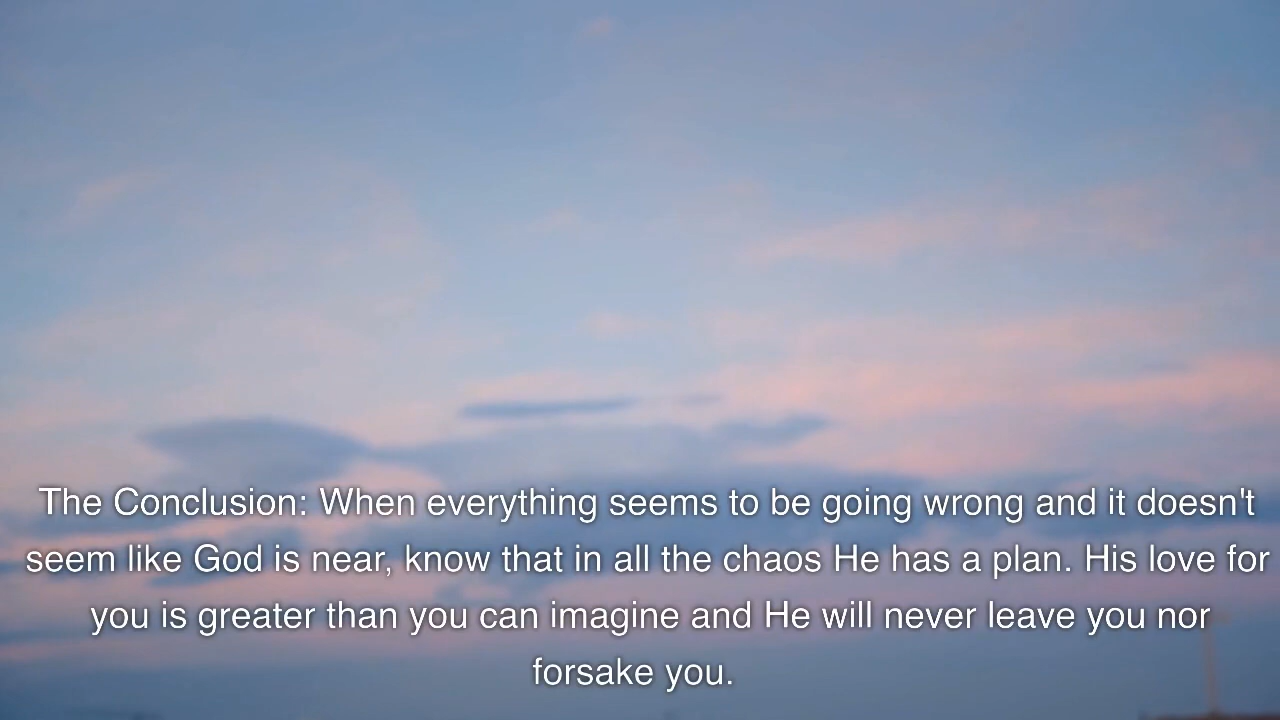 The Conclusion: When everything seems to be going wrong and it doesn't
seem like God is near, know that in all the chaos He has a plan. His love for
you is greater than you can imagine and He will never leave you nor
forsake you.